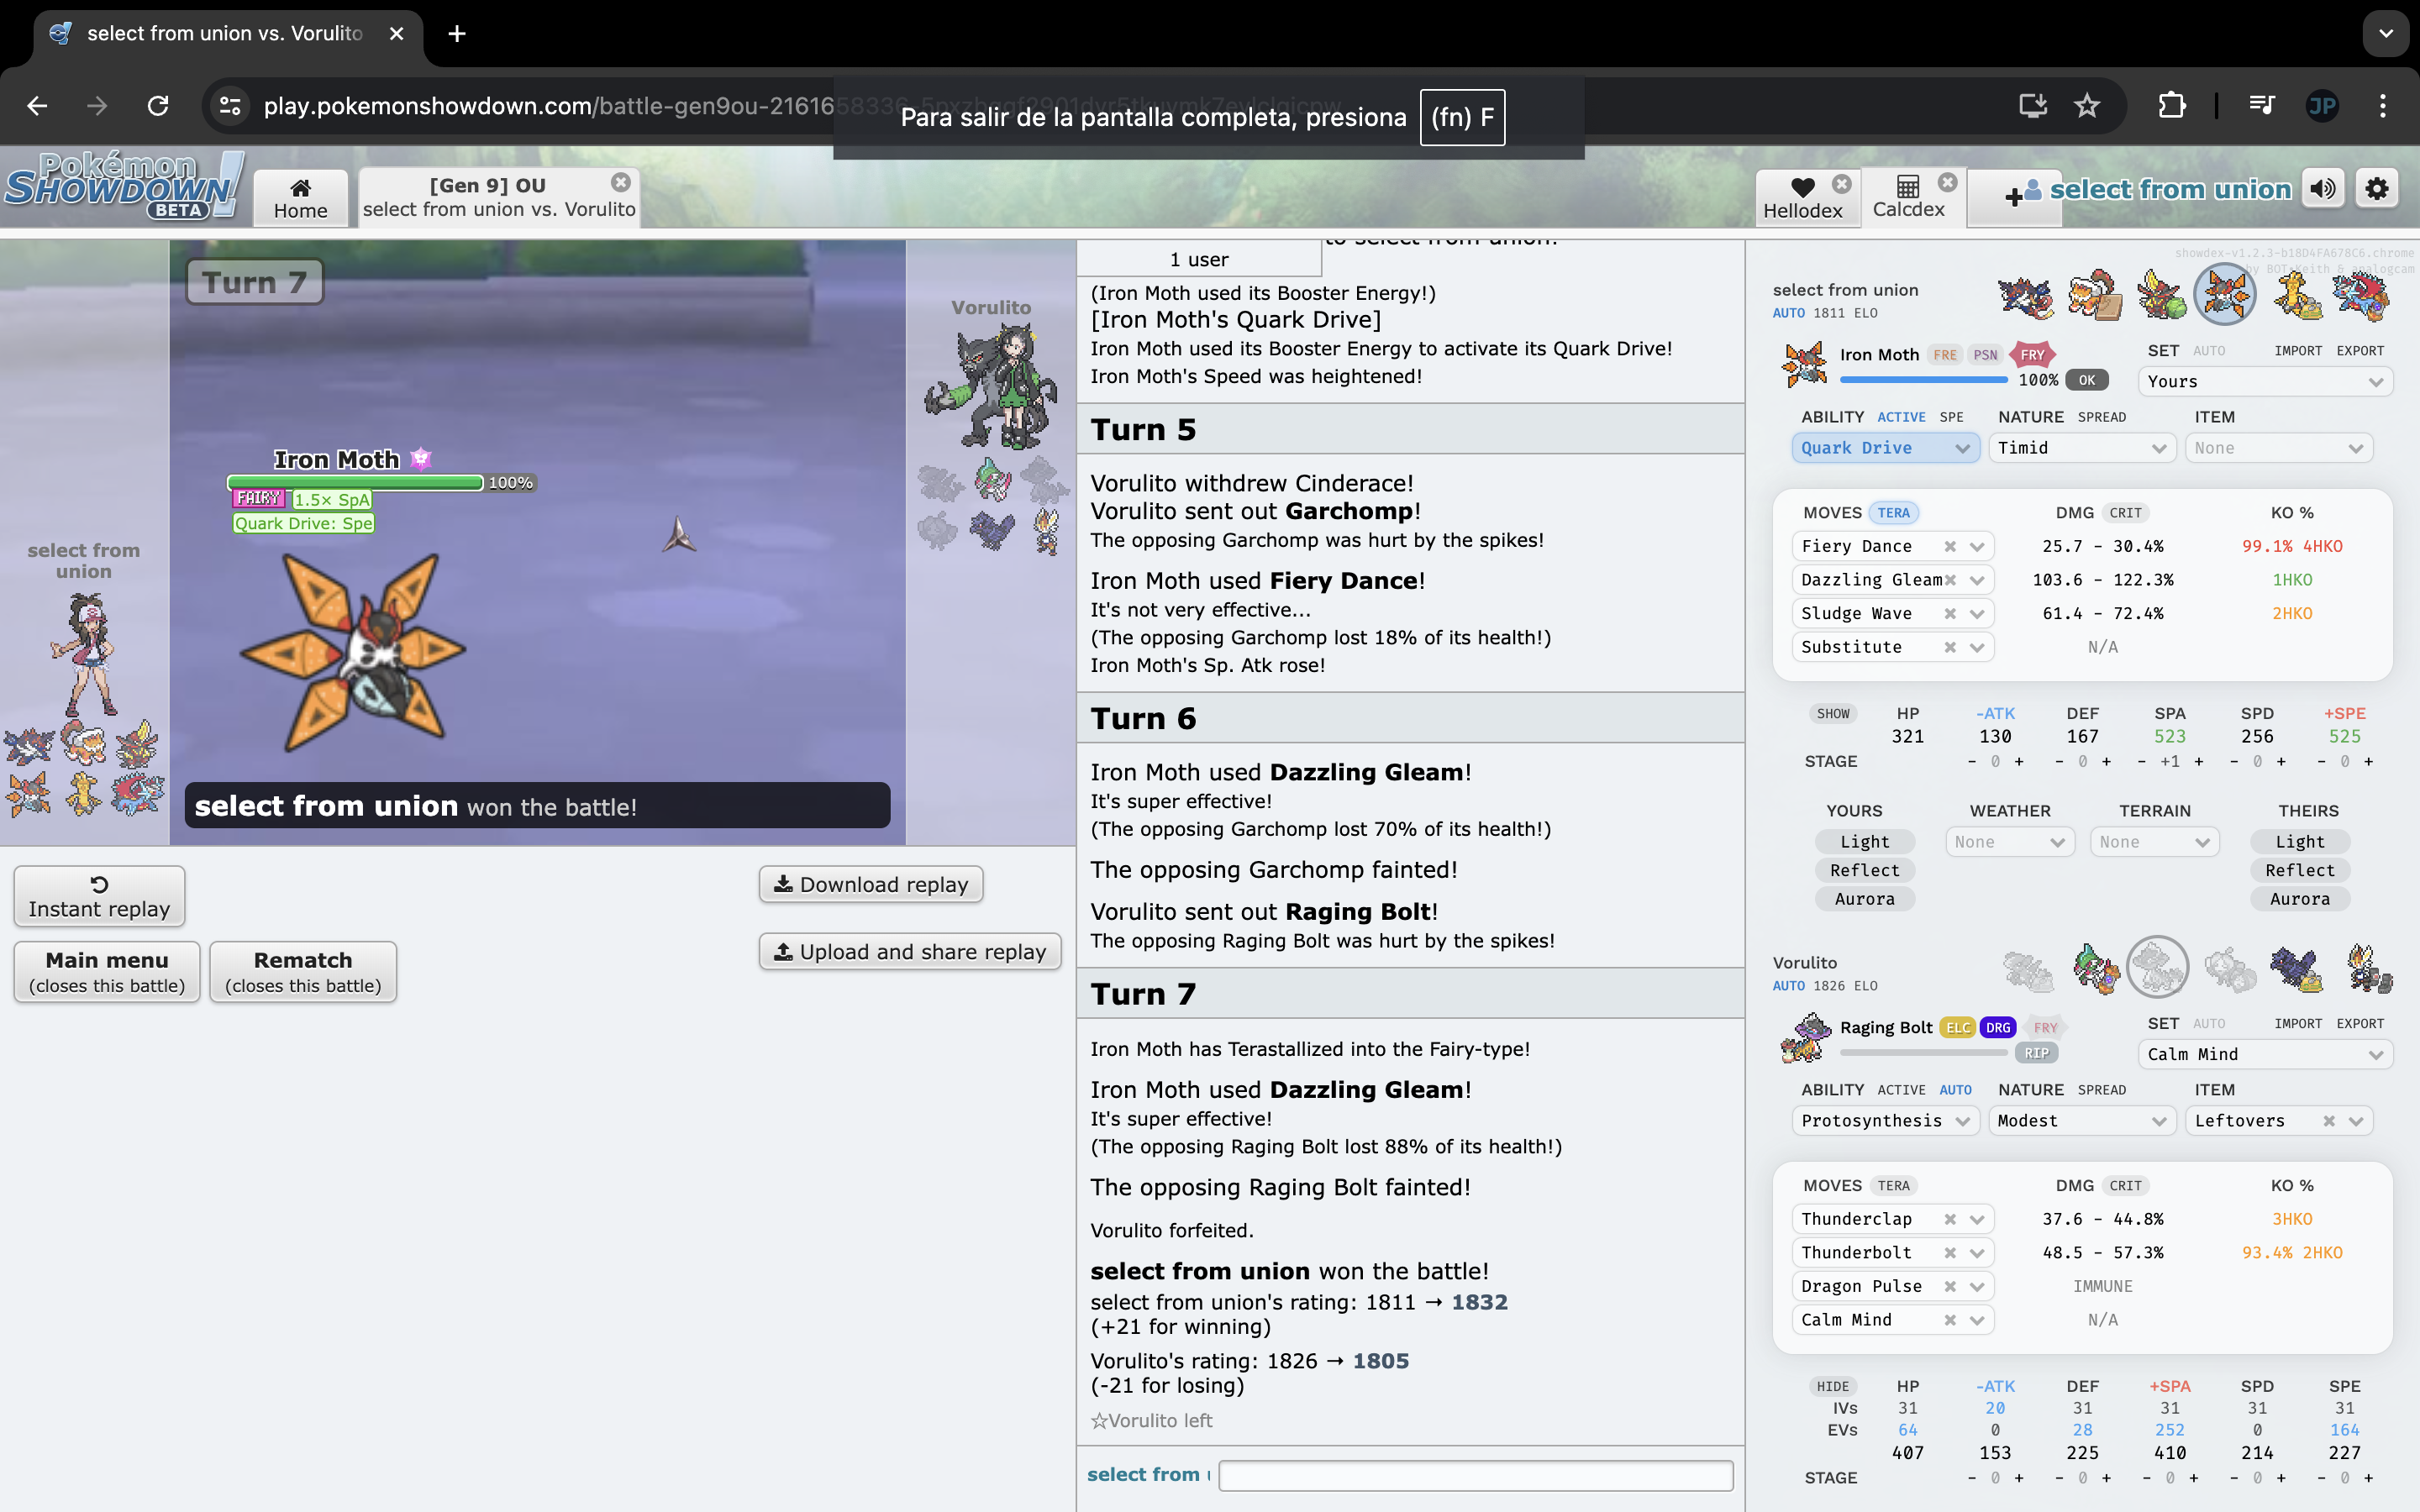 select from union vs. Vorulito
play.pokemonshowdown.com/battle-gen9ou-2161658336-
Para salir de la pantalla completa, presiona (fn) F
JP
Pokémon
SHOWDOWN!
BETA
Home
[Gen 9] OU
select from union vs. Vorulito
Hellodex
Calcdex
select from union
Turn 7
Vorulito
Iron Moth
100%
FAIRY 1.5× SpA
Quark Drive: Spe
select from
union
select from union won the battle!
Instant replay
Download replay
Upload and share replay
Main menu
(closes this battle)
Rematch
(closes this battle)
to select from union!
1 user
(Iron Moth used its Booster Energy!)
[Iron Moth's Quark Drive]
Iron Moth used its Booster Energy to activate its Quark Drive!
Iron Moth's Speed was heightened!
Turn 5
Vorulito withdrew Cinderace!
Vorulito sent out Garchomp!
The opposing Garchomp was hurt by the spikes!
Iron Moth used Fiery Dance!
It's not very effective...
(The opposing Garchomp lost 18% of its health!)
Iron Moth's Sp. Atk rose!
Turn 6
Iron Moth used Dazzling Gleam!
It's super effective!
(The opposing Garchomp lost 70% of its health!)
The opposing Garchomp fainted!
Vorulito sent out Raging Bolt!
The opposing Raging Bolt was hurt by the spikes!
Turn 7
Iron Moth has Terastallized into the Fairy-type!
Iron Moth used Dazzling Gleam!
It's super effective!
(The opposing Raging Bolt lost 88% of its health!)
The opposing Raging Bolt fainted!
Vorulito forfeited.
select from union won the battle!
select from union's rating: 1811 → 1832
(+21 for winning)
Vorulito's rating: 1826 → 1805
(-21 for losing)
☆Vorulito left
select from u
showdex-v1.2.3-b18D4FA678C6.chrome
select from union
AUTO 1811 ELO
Iron Moth FRE PSN FRY
100% OK
SET AUTO IMPORT EXPORT
Yours
ABILITY ACTIVE SPE NATURE SPREAD ITEM
Quark Drive Timid None
MOVES TERA DMG CRIT KO %
Fiery Dance 25.7 - 30.4% 99.1% 4HKO
Dazzling Gleam 103.6 - 122.3% 1HKO
Sludge Wave 61.4 - 72.4% 2HKO
Substitute N/A
SHOW HP -ATK DEF SPA SPD +SPE
321 130 167 523 256 525
STAGE - 0 + - 0 + - +1 + - 0 + - 0 +
YOURS WEATHER TERRAIN THEIRS
Light None None Light
Reflect Reflect
Aurora Aurora
Vorulito
AUTO 1826 ELO
Raging Bolt ELC DRG FRY
RIP
SET AUTO IMPORT EXPORT
Calm Mind
ABILITY ACTIVE AUTO NATURE SPREAD ITEM
Protosynthesis Modest Leftovers
MOVES TERA DMG CRIT KO %
Thunderclap 37.6 - 44.8% 3HKO
Thunderbolt 48.5 - 57.3% 93.4% 2HKO
Dragon Pulse IMMUNE
Calm Mind N/A
HIDE HP -ATK DEF +SPA SPD SPE
IVs 31 20 31 31 31 31
EVs 64 0 28 252 0 164
407 153 225 410 214 227
STAGE - 0 + - 0 + - 0 + - 0 + - 0 +